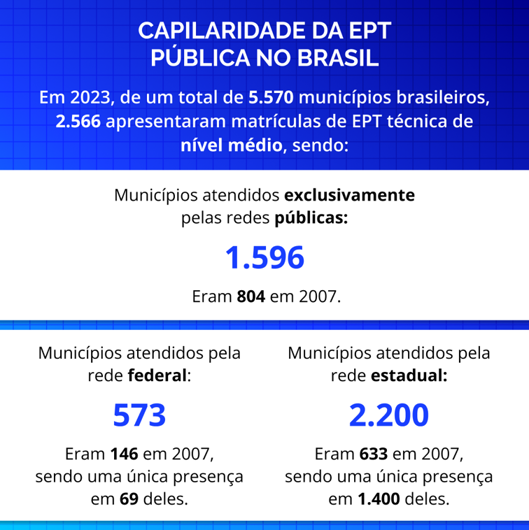 CAPILARIDADE DA EPT
PÚBLICA NO BRASIL
Em 2023, de um total de 5.570 municípios brasileiros,
2.566 apresentaram matrículas de EPT técnica de
nível médio, sendo:
Municípios atendidos exclusivamente
pelas redes públicas:
1.596
Eram 804 em 2007.
Municípios atendidos pela
rede federal:
573
Eram 146 em 2007,
sendo uma única presença
em 69 deles.
Municípios atendidos pela
rede estadual:
2.200
Eram 633 em 2007,
sendo uma única presença
em 1.400 deles.